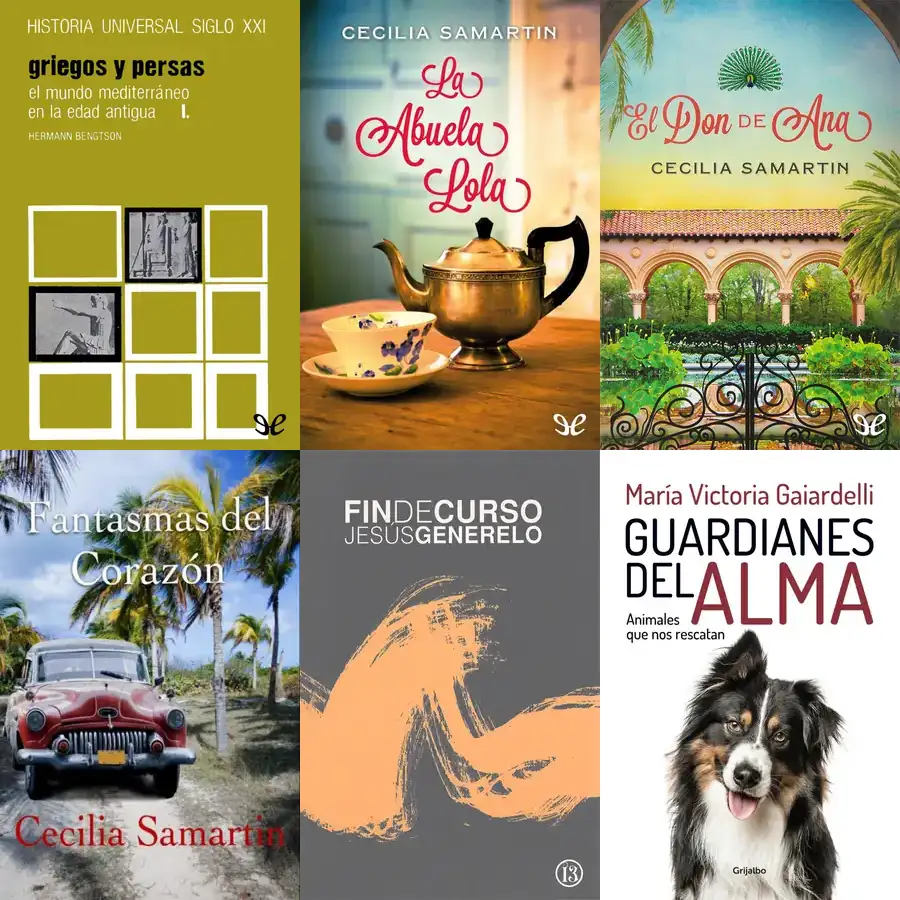 HISTORIA UNIVERSAL SIGLO XXI
griegos y persas
el mundo mediterráneo
en la edad antigua I.
HERMANN BENGTSON
CECILIA SAMARTIN
La
Abuela
Lola
El Don DE Ana
CECILIA SAMARTIN
Fantasmas del
Corazón
Cecilia Samartin
FINDECURSO
JESÚSGENERELO
13
María Victoria Gaiardelli
GUARDIANES
DEL ALMA
Animales
que nos rescatan
Grijalbo